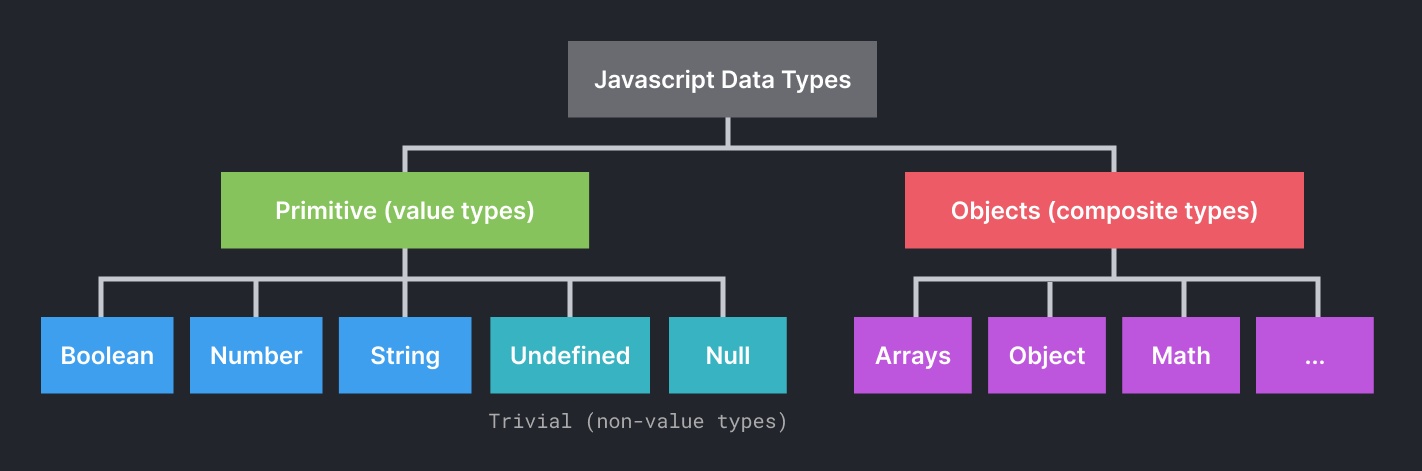 Javascript Data Types
Primitive (value types)
Objects (composite types)
Boolean
Number
String
Undefined
Null
Arrays
Object
Math
...
Trivial (non-value types)